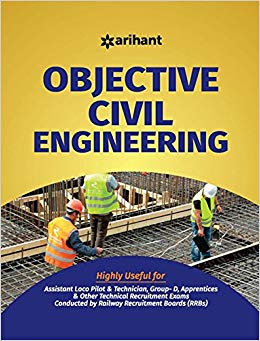 arihant
OBJECTIVE
CIVIL
ENGINEERING
Highly Useful for
Assistant Loco Pilot & Technician, Group- D, Apprentices
& Other Technical Recruitment Exams
Conducted by Railway Recruitment Boards (RRBs)